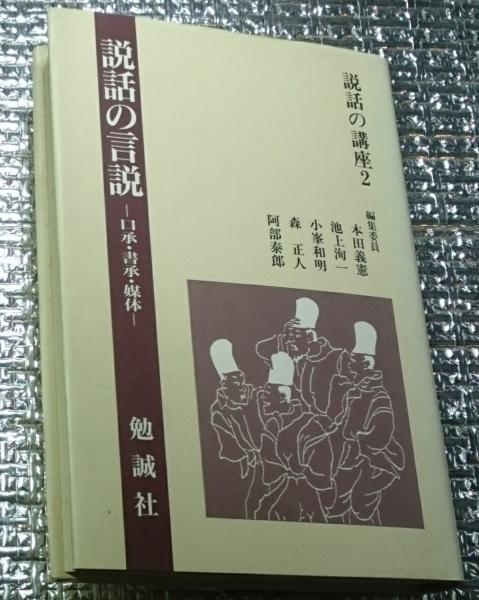 説話の講座2
編集委員
本田義憲
池上洵一
小峯和明
森 正人
阿部泰郎
説話の言説
―口承・書承・媒体―
勉誠社